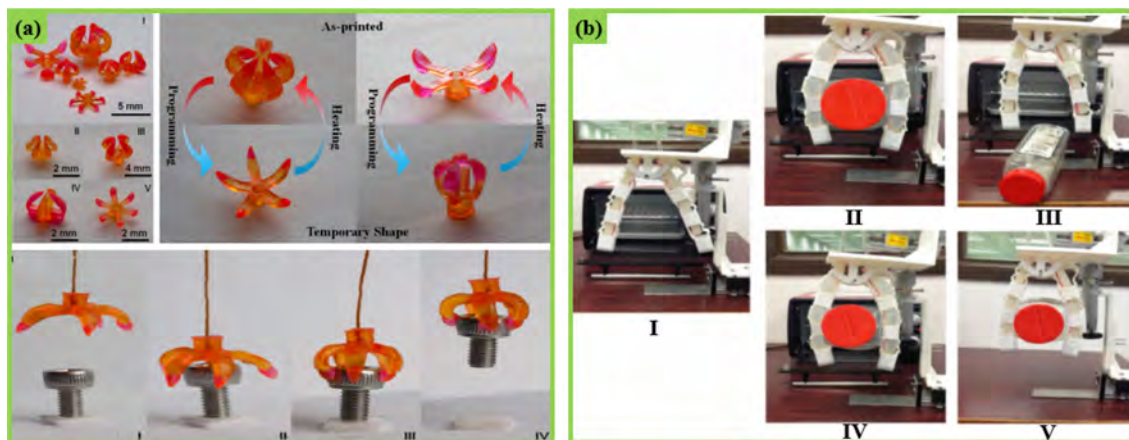 (a)
I
5 mm
II
III
2 mm
4 mm
IV
V
2 mm
2 mm
As-printed
Programming
Heating
Programming
Heating
Temporary Shape
I
II
III
IV
(b)
I
II
III
IV
V